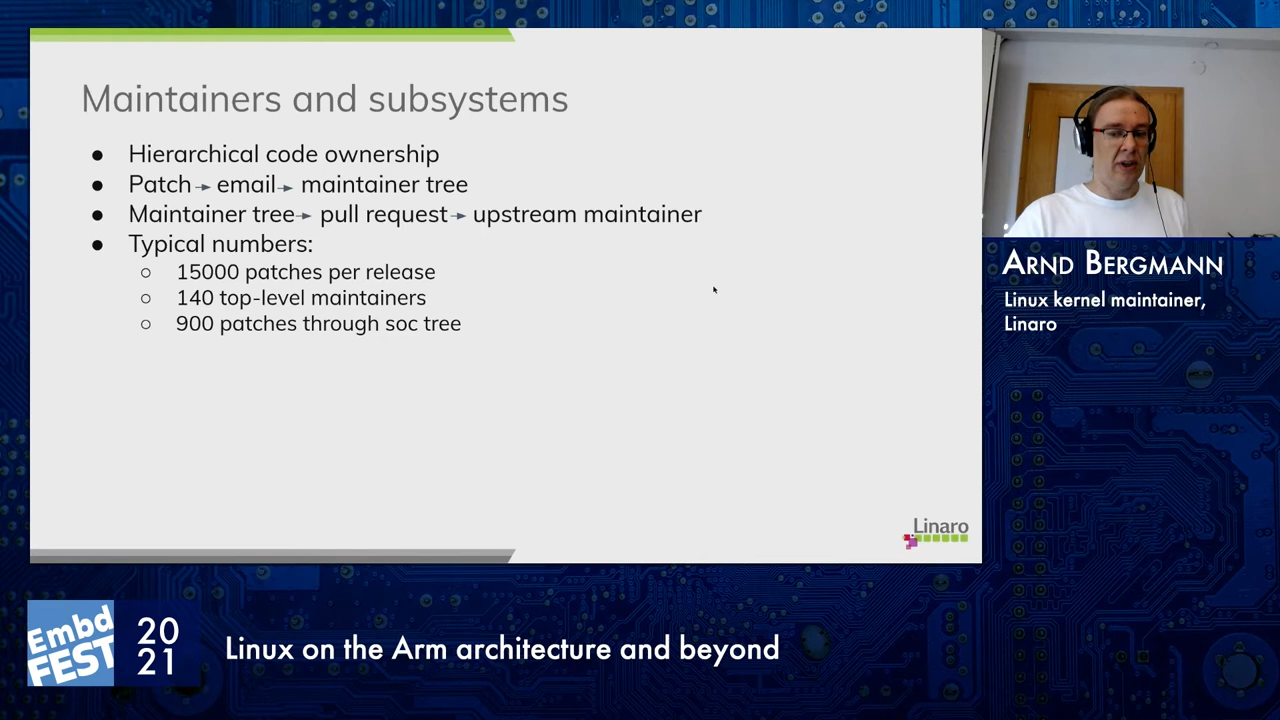 Maintainers and subsystems
● Hierarchical code ownership
● Patch → email → maintainer tree
● Maintainer tree → pull request → upstream maintainer
● Typical numbers:
○ 15000 patches per release
○ 140 top-level maintainers
○ 900 patches through soc tree
Linaro
ARND BERGMANN
Linux kernel maintainer,
Linaro
Embd
FEST
20
21
Linux on the Arm architecture and beyond